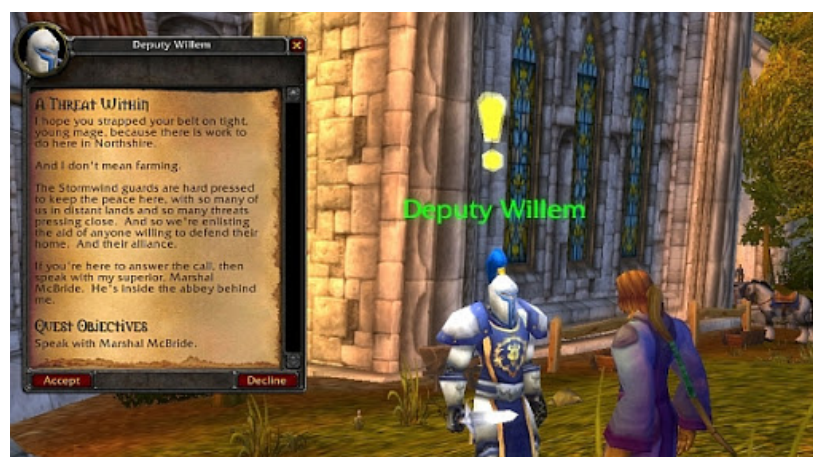 Deputy Willem
A Threat Within
I hope you strapped your belt on tight,
young mage, because there is work to
do here in Northshire.
And I don't mean farming.
The Stormwind guards are hard pressed
to keep the peace here, with so many of
us in distant lands and so many threats
pressing close. And so we're enlisting
the aid of anyone willing to defend their
home. And their alliance.
If you're here to answer the call, then
speak with my superior, Marshal
McBride. He's inside the abbey behind
me.
Quest Objectives
Speak with Marshal McBride.
Accept
Decline
Deputy Willem